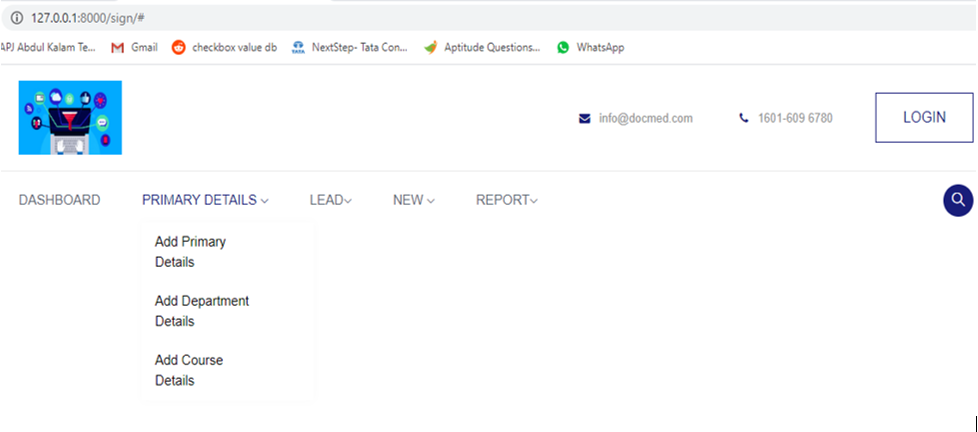 127.0.0.1:8000/sign/#
APJ Abdul Kalam Te... Gmail checkbox value db TATA NextStep- Tata Con... Aptitude Questions... WhatsApp
info@docmed.com 1601-609 6780 LOGIN
DASHBOARD PRIMARY DETAILS LEAD NEW REPORT
Add Primary
Details
Add Department
Details
Add Course
Details